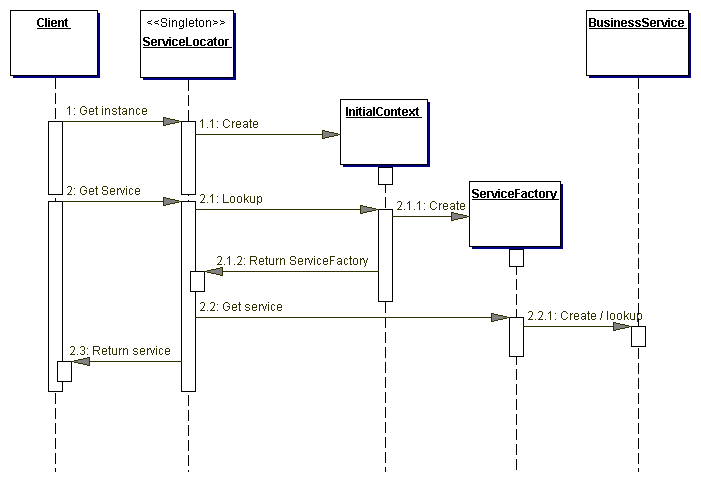 Client
<<Singleton>>
ServiceLocator
BusinessService
1: Get instance
1.1: Create
InitialContext
2: Get Service
2.1: Lookup
2.1.1: Create
ServiceFactory
2.1.2: Return ServiceFactory
2.2: Get service
2.2.1: Create / lookup
2.3: Return service